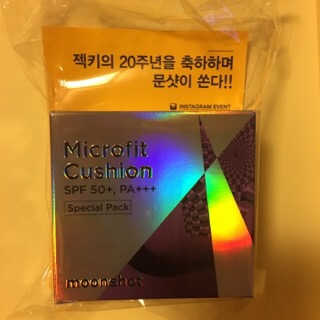 젝키의 20주년을 축하하며
문샷이 쏜다!!
INSTAGRAM EVENT
Microfit
Cushion
SPF 50+, PA+++
Special Pack
moonshot